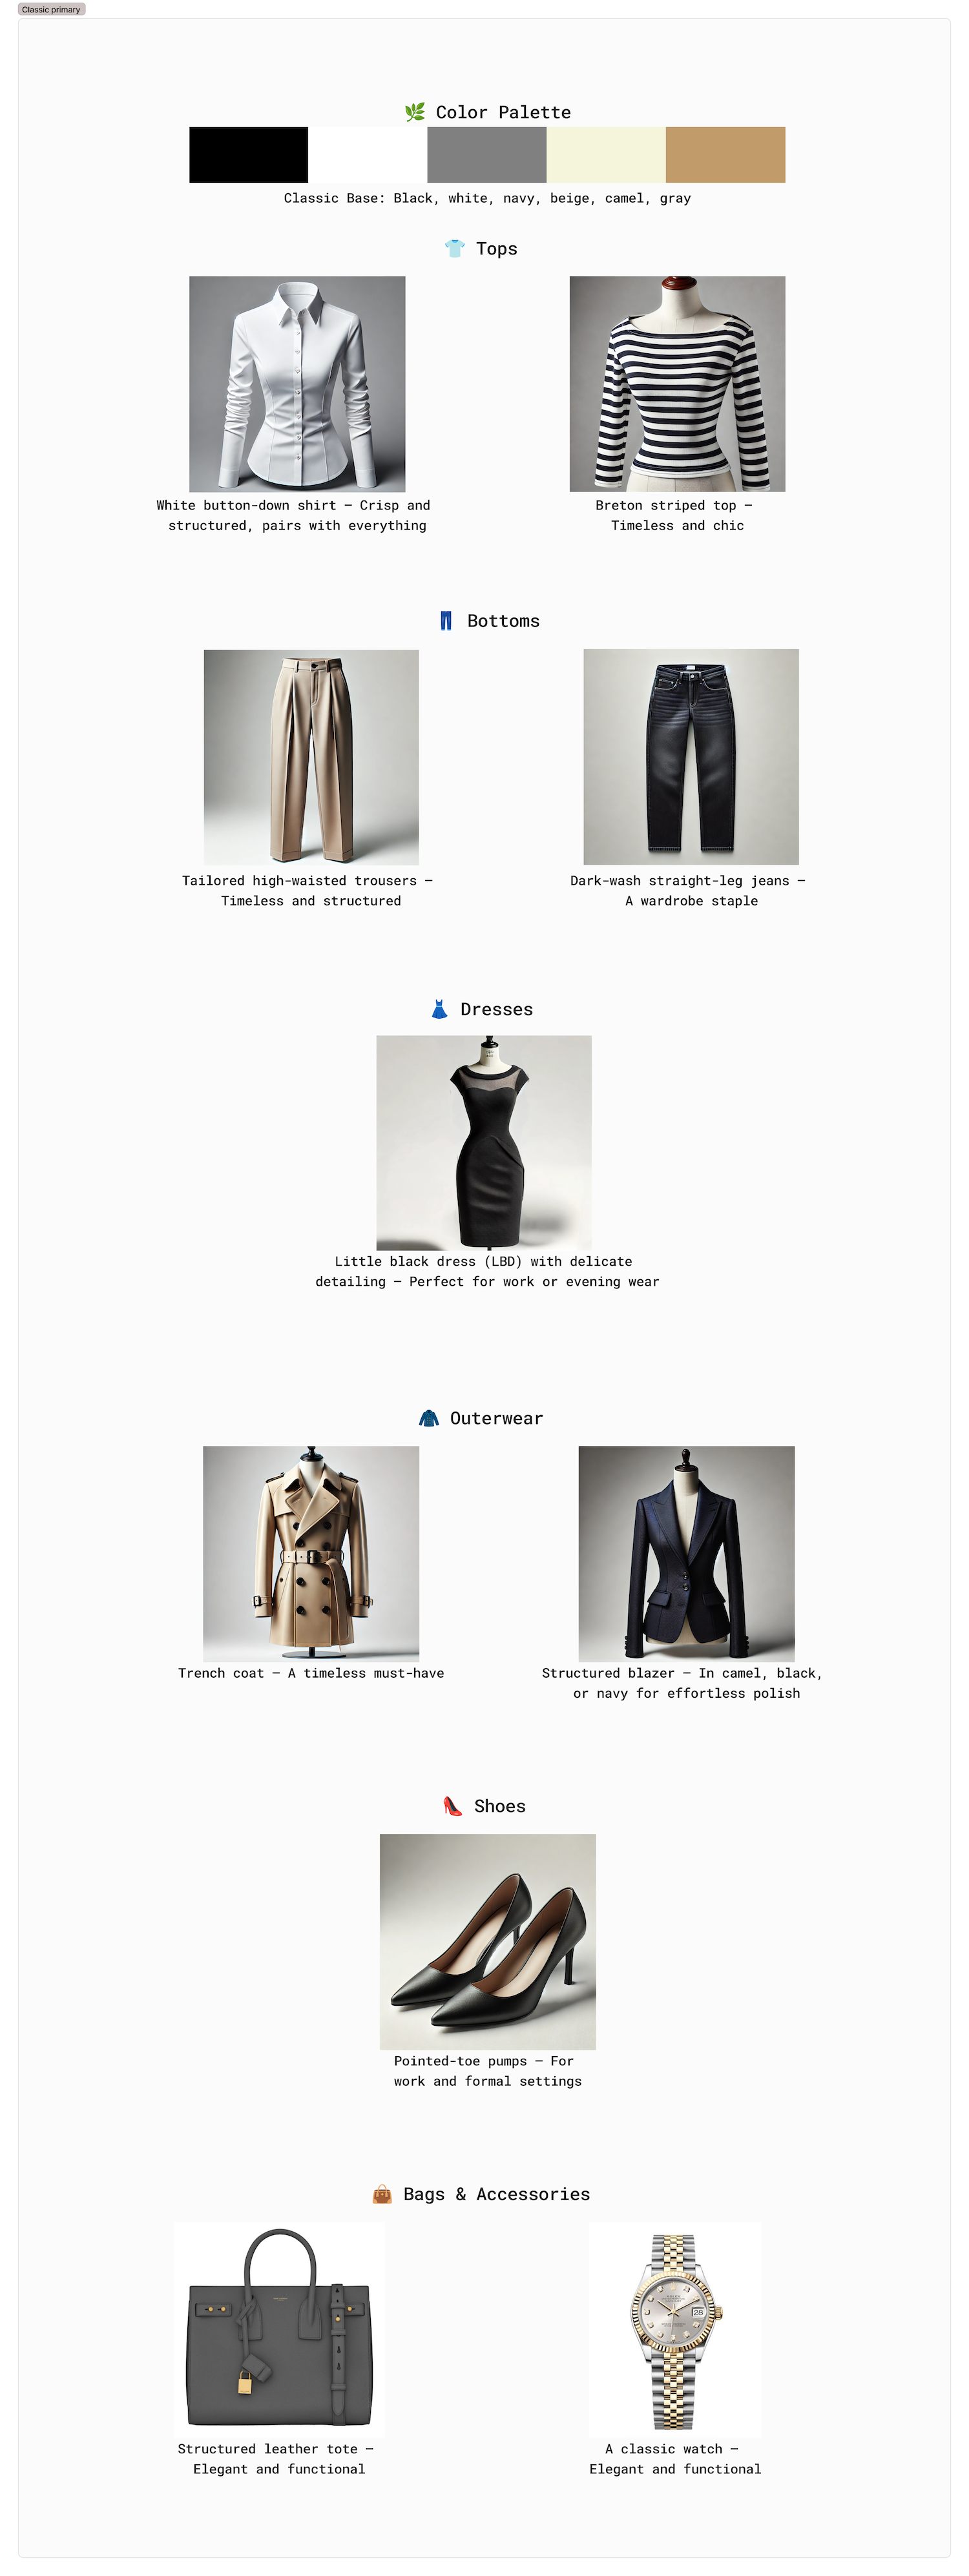 Classic primary
🌿 Color Palette
Classic Base: Black, white, navy, beige, camel, gray
👕 Tops
White button-down shirt – Crisp and
structured, pairs with everything
Breton striped top –
Timeless and chic
👖 Bottoms
Tailored high-waisted trousers –
Timeless and structured
Dark-wash straight-leg jeans –
A wardrobe staple
👗 Dresses
Little black dress (LBD) with delicate
detailing – Perfect for work or evening wear
🧥 Outerwear
Trench coat – A timeless must-have
Structured blazer – In camel, black,
or navy for effortless polish
👠 Shoes
Pointed-toe pumps – For
work and formal settings
👜 Bags & Accessories
28
Structured leather tote –
Elegant and functional
A classic watch –
Elegant and functional